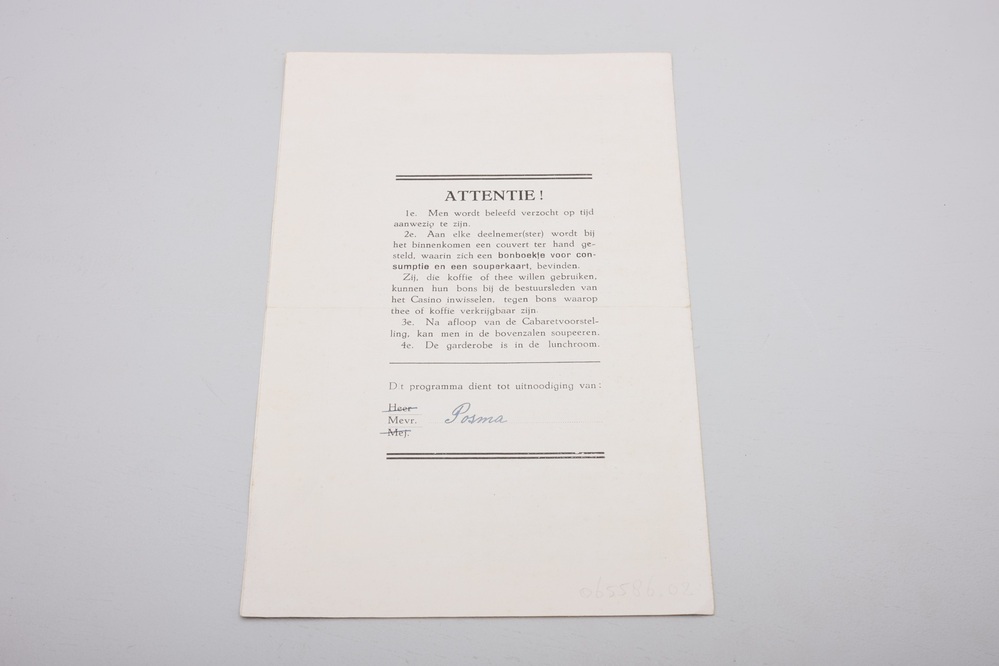 ATTENTIE!
1e. Men wordt beleefd verzocht op tijd
aanwezig te zijn.
2e. Aan elke deelnemer(ster) wordt bij
het binnenkomen een couvert ter hand ge-
steld, waarin zich een bonboekje voor con-
sumptie en een souperkaart, bevinden.
Zij, die koffie of thee willen gebruiken,
kunnen hun bons bij de bestuursleden van
het Casino inwisselen, tegen bons waarop
thee of koffie verkrijgbaar zijn.
3e. Na afloop van de Cabaretvoorstel-
ling, kan men in de bovenzalen soupeeren.
4e. De garderobe is in de lunchroom.
Dit programma dient tot uitnoodiging van:
Heer
Mevr. Posma
Mej.
065586.02